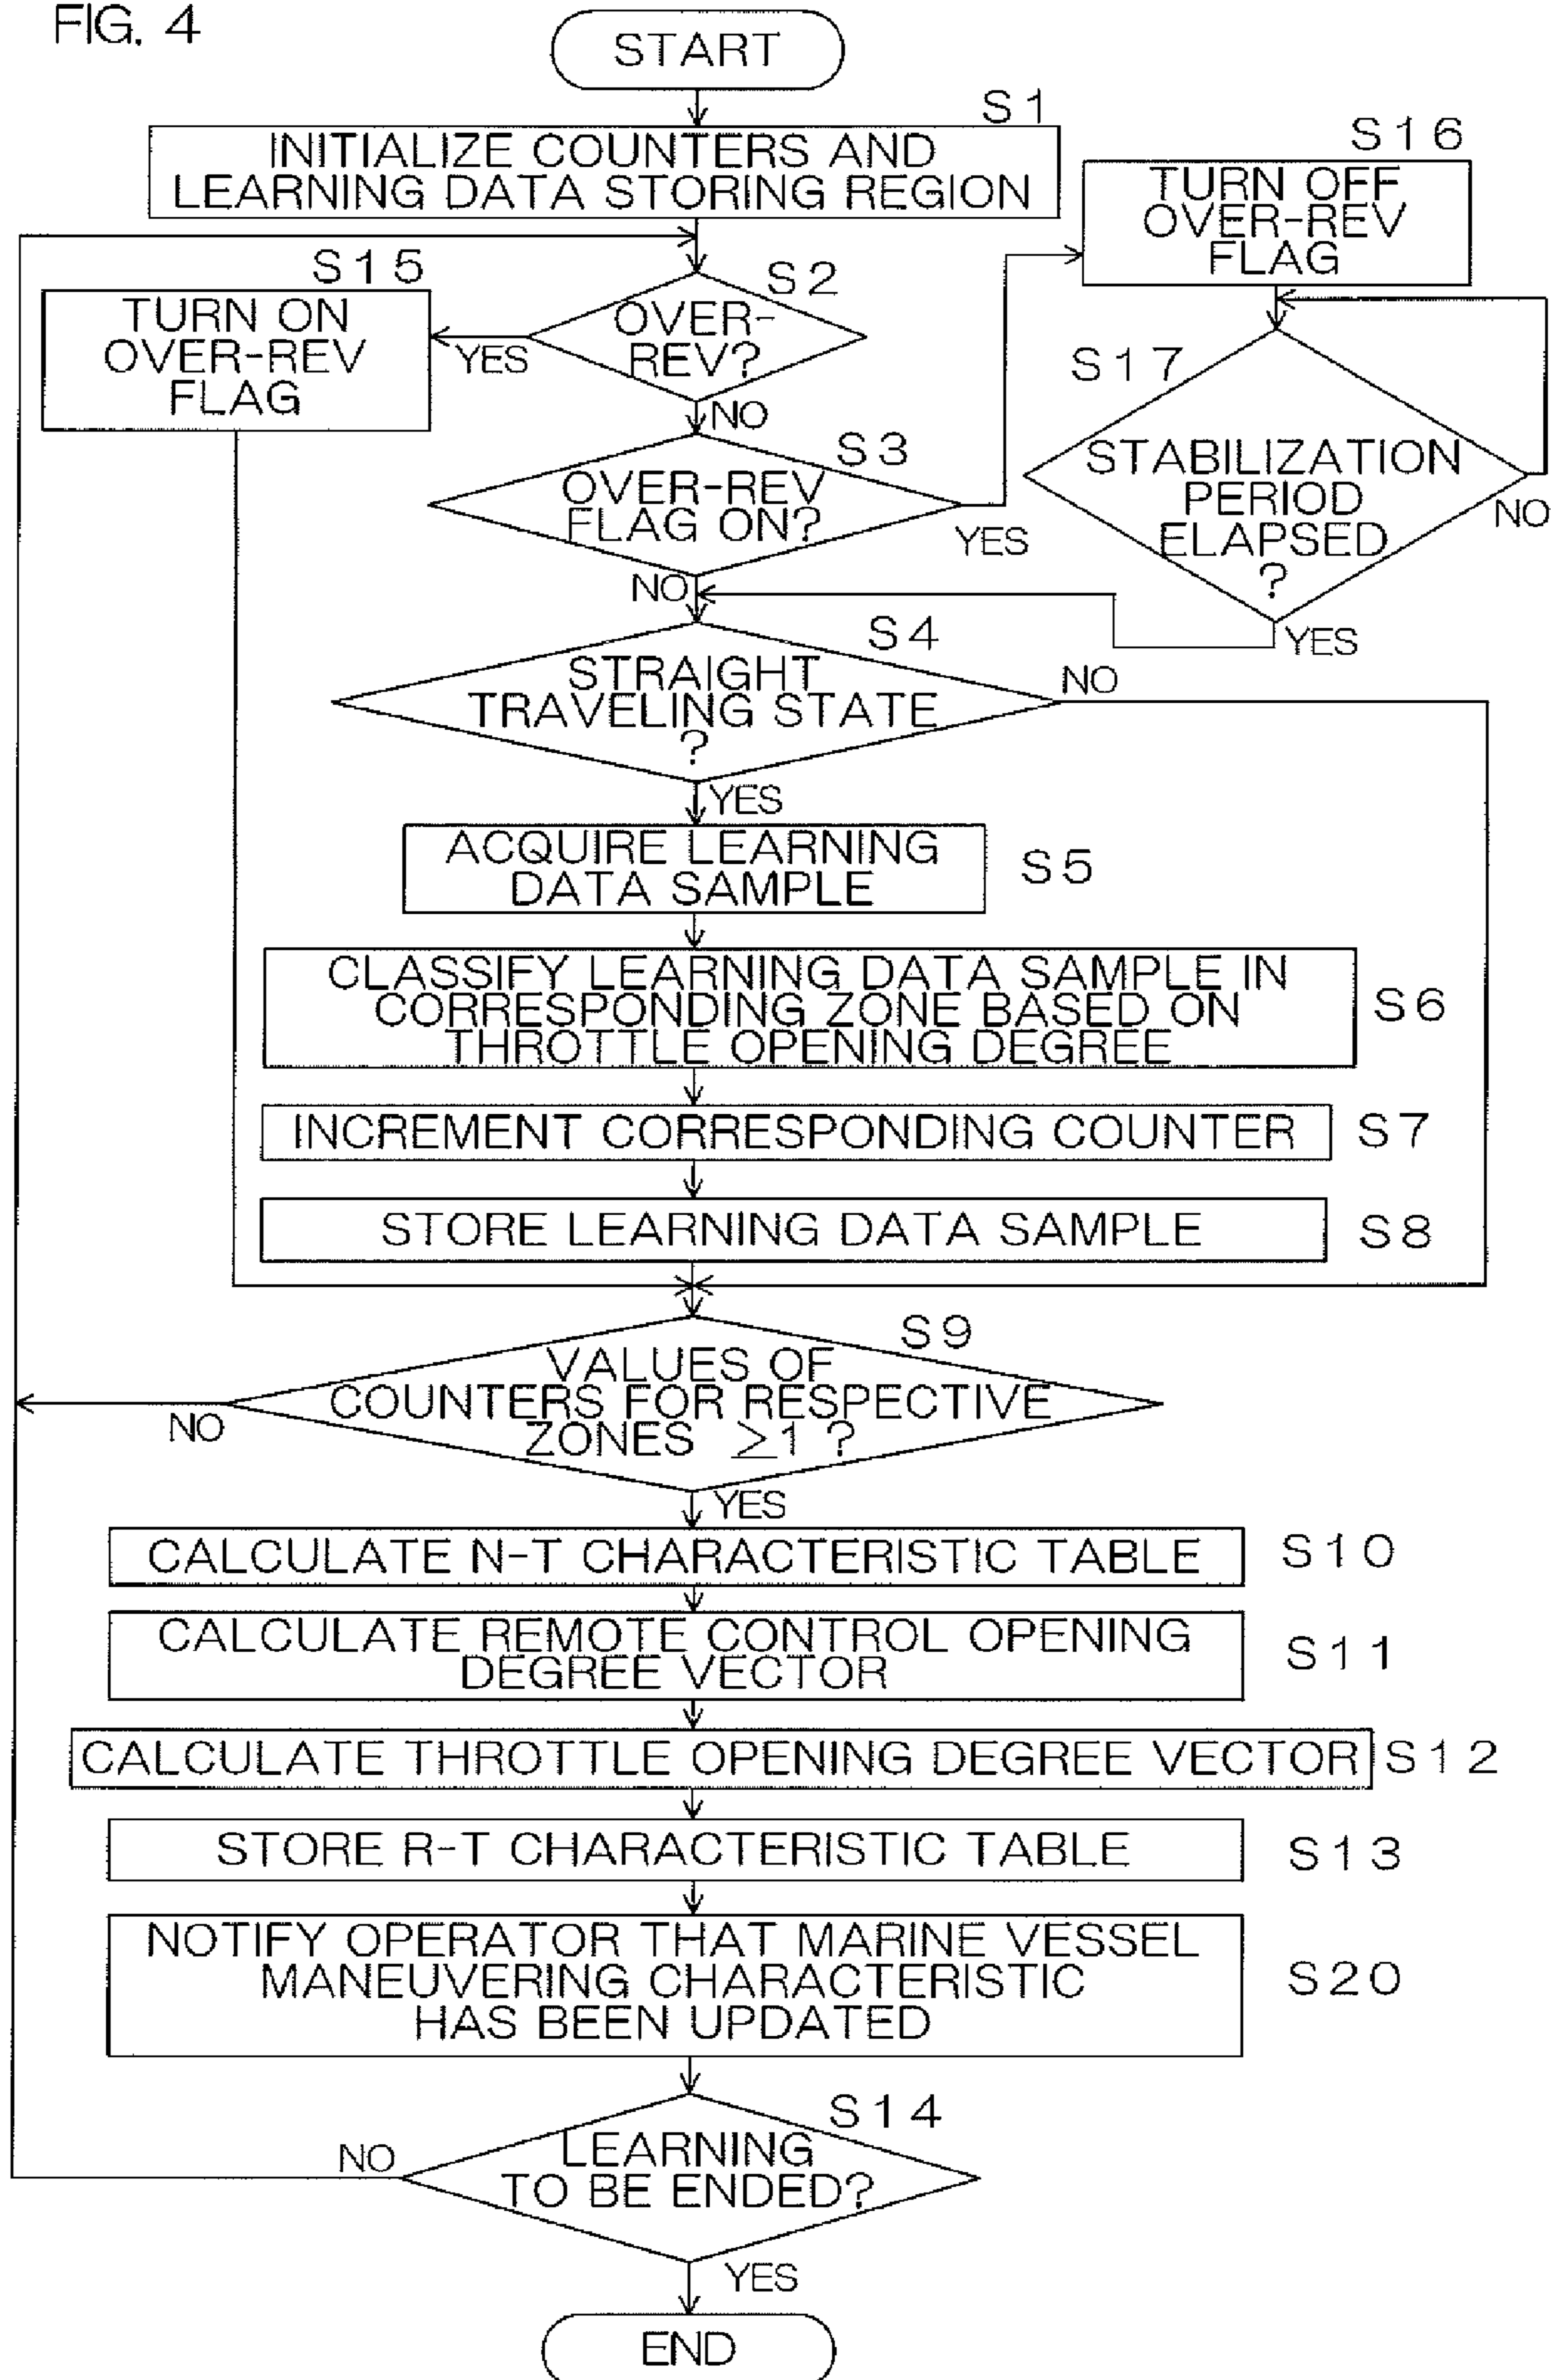 FIG. 4
START
S1
INITIALIZE COUNTERS AND
LEARNING DATA STORING REGION
S16
TURN OFF
OVER-REV
FLAG
S15
TURN ON
OVER-REV
FLAG
S2
OVER-
REV?
YES
NO
S17
STABILIZATION
PERIOD
ELAPSED
?
NO
YES
S3
OVER-REV
FLAG ON?
YES
NO
S4
STRAIGHT
TRAVELING STATE
?
NO
YES
ACQUIRE LEARNING
DATA SAMPLE
S5
CLASSIFY LEARNING DATA SAMPLE IN
CORRESPONDING ZONE BASED ON
THROTTLE OPENING DEGREE
S6
INCREMENT CORRESPONDING COUNTER
S7
STORE LEARNING DATA SAMPLE
S8
S9
VALUES OF
COUNTERS FOR RESPECTIVE
ZONES ≥1 ?
NO
YES
CALCULATE N-T CHARACTERISTIC TABLE
S10
CALCULATE REMOTE CONTROL OPENING
DEGREE VECTOR
S11
CALCULATE THROTTLE OPENING DEGREE VECTOR
S12
STORE R-T CHARACTERISTIC TABLE
S13
NOTIFY OPERATOR THAT MARINE VESSEL
MANEUVERING CHARACTERISTIC
HAS BEEN UPDATED
S20
S14
LEARNING
TO BE ENDED?
NO
YES
END